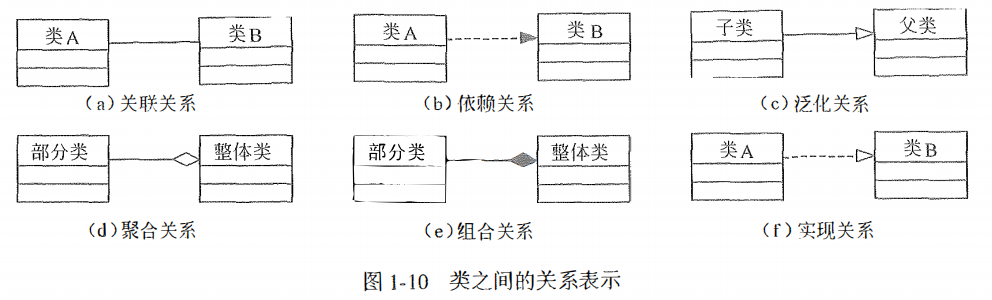 类A 类B 类A 类B 子类 父类
(a)关联关系 (b)依赖关系 (c)泛化关系
部分类 整体类 部分类 整体类 类A 类B
(d)聚合关系 (e)组合关系 (f)实现关系
图1-10 类之间的关系表示